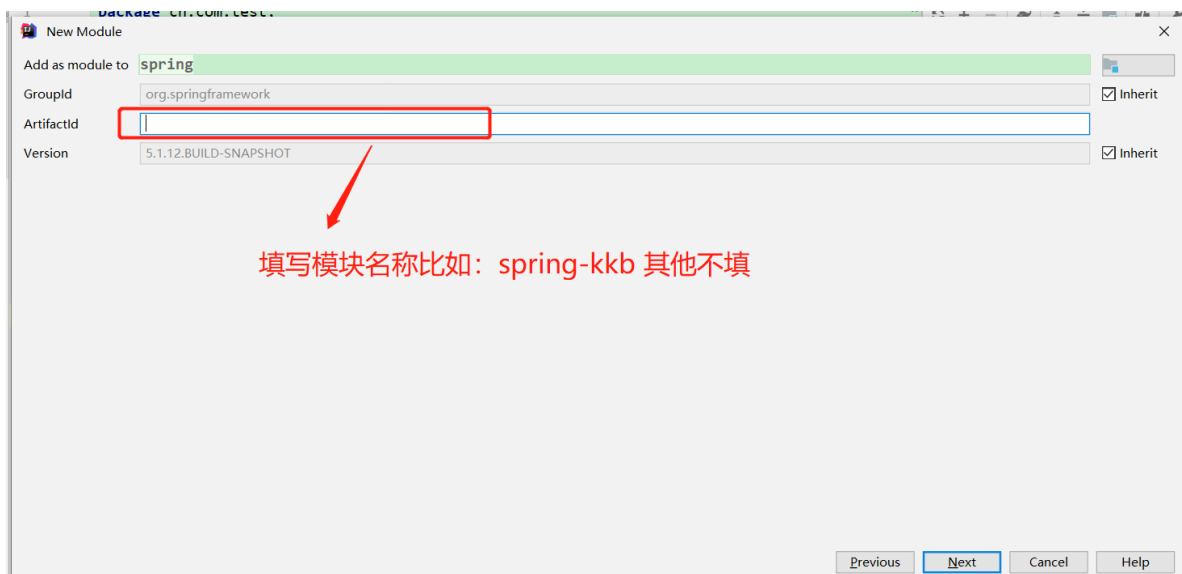 1 package cn.com.test.
New Module
Add as module to spring
GroupId org.springframework Inherit
ArtifactId
Version 5.1.12.BUILD-SNAPSHOT Inherit
填写模块名称比如：spring-kkb 其他不填
Previous Next Cancel Help